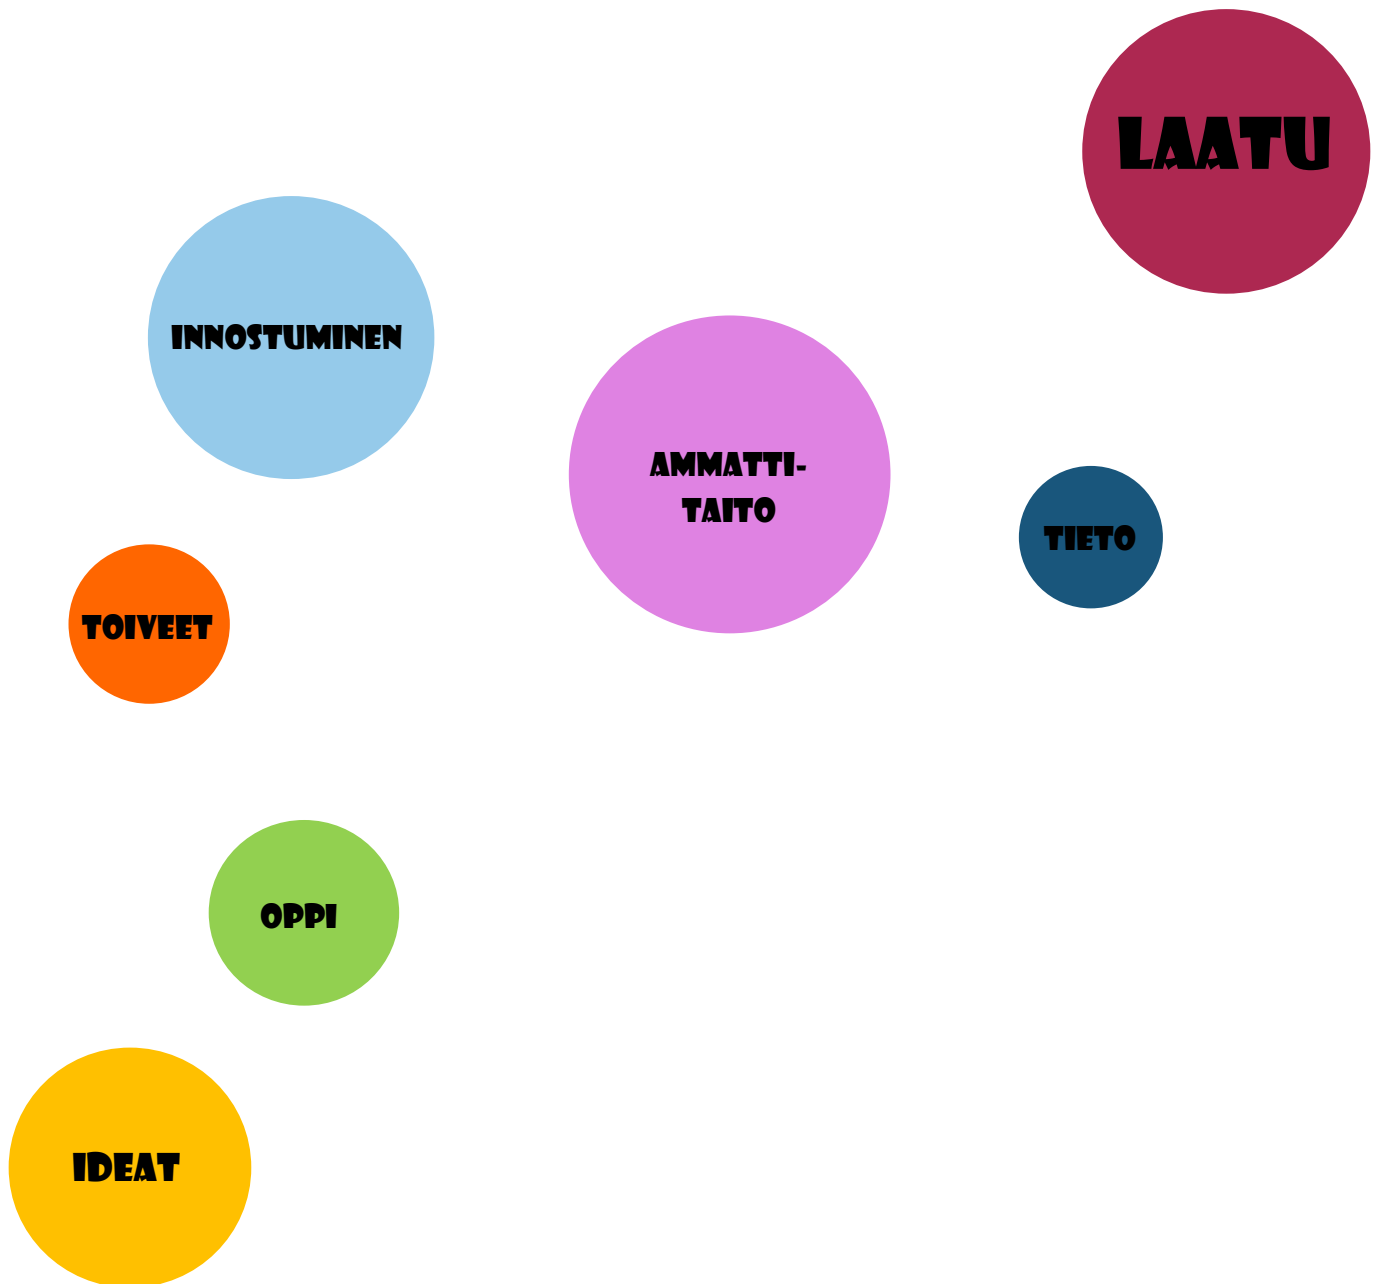 LAATU
INNOSTUMINEN
AMMATTI-
TAITO
TIETO
TOIVEET
OPPI
IDEAT